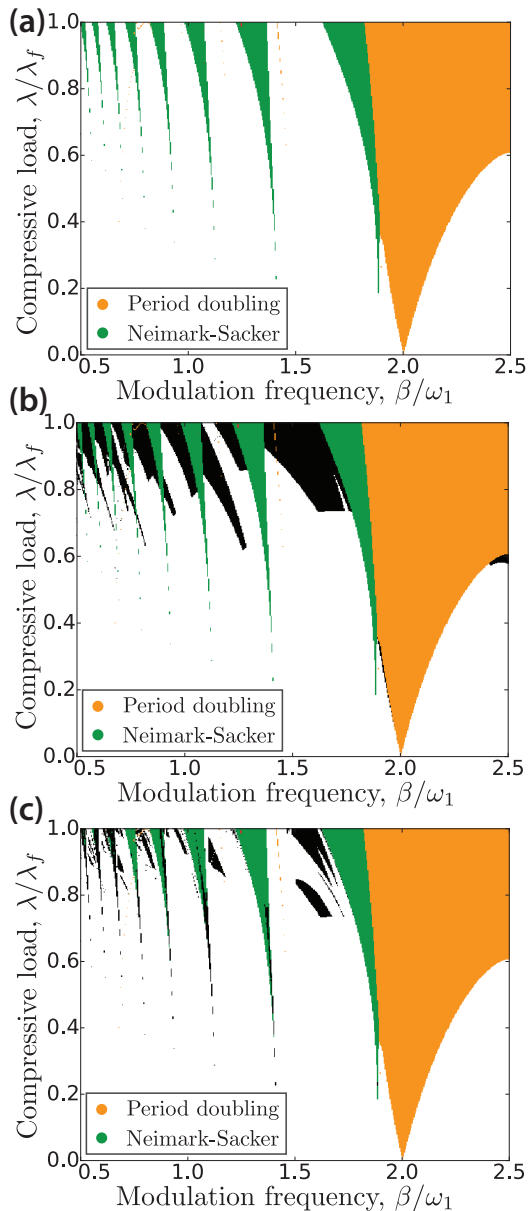 (a)
1.0
0.8
0.6
0.4
0.2
0.0
Compressive load, λ/λ_f
Period doubling
Neimark-Sacker
0.5 1.0 1.5 2.0 2.5
Modulation frequency, β/ω₁
(b)
1.0
0.8
0.6
0.4
0.2
0.0
Compressive load, λ/λ_f
Period doubling
Neimark-Sacker
0.5 1.0 1.5 2.0 2.5
Modulation frequency, β/ω₁
(c)
1.0
0.8
0.6
0.4
0.2
0.0
Compressive load, λ/λ_f
Period doubling
Neimark-Sacker
0.5 1.0 1.5 2.0 2.5
Modulation frequency, β/ω₁